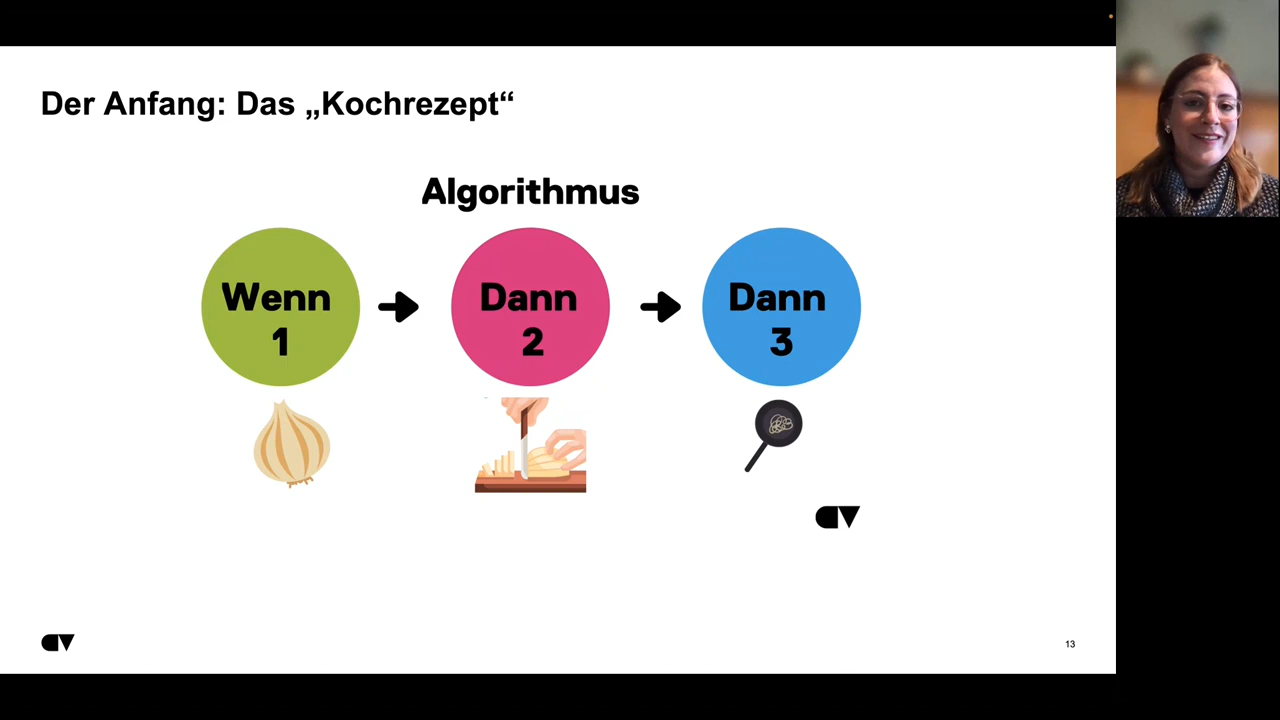 Der Anfang: Das „Kochrezept“
Algorithmus
Wenn
1
Dann
2
Dann
3
13